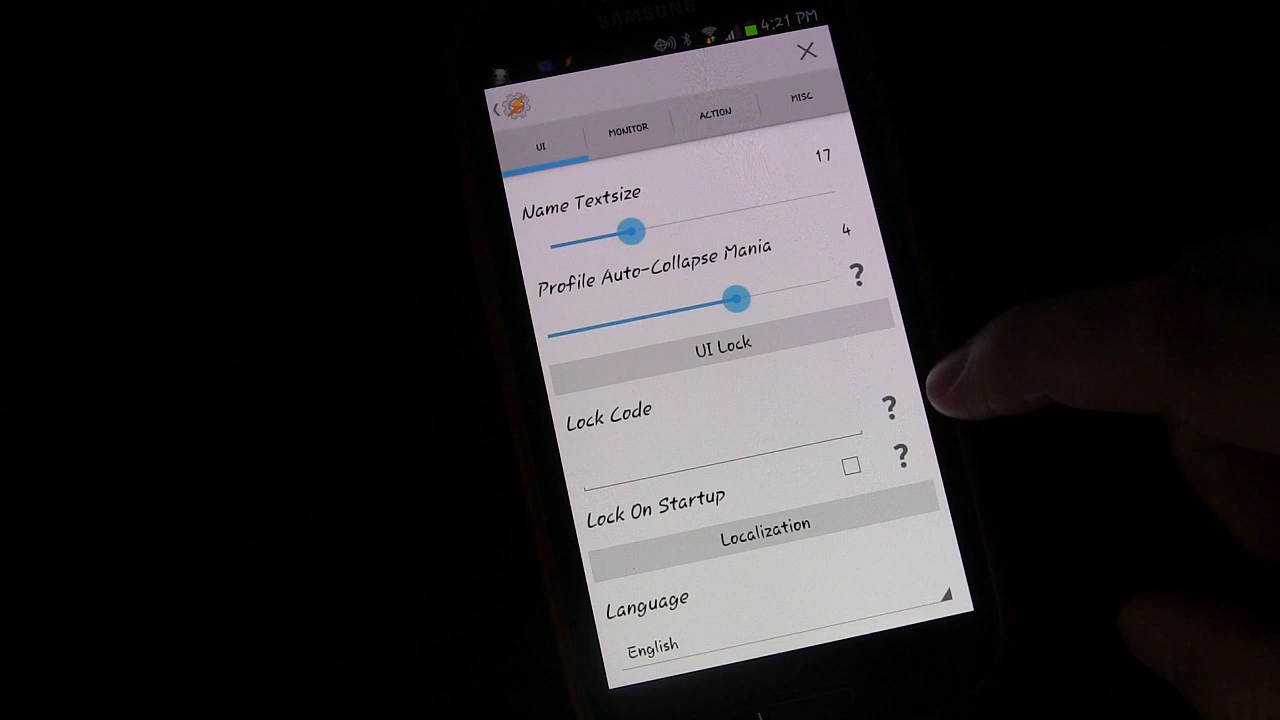 SAMSUNG
4:21 PM
UI MONITOR ACTION MISC
Name Textsize 17
Profile Auto-Collapse Mania 4
?
UI Lock
Lock Code ?
Lock On Startup ?
Localization
Language
English